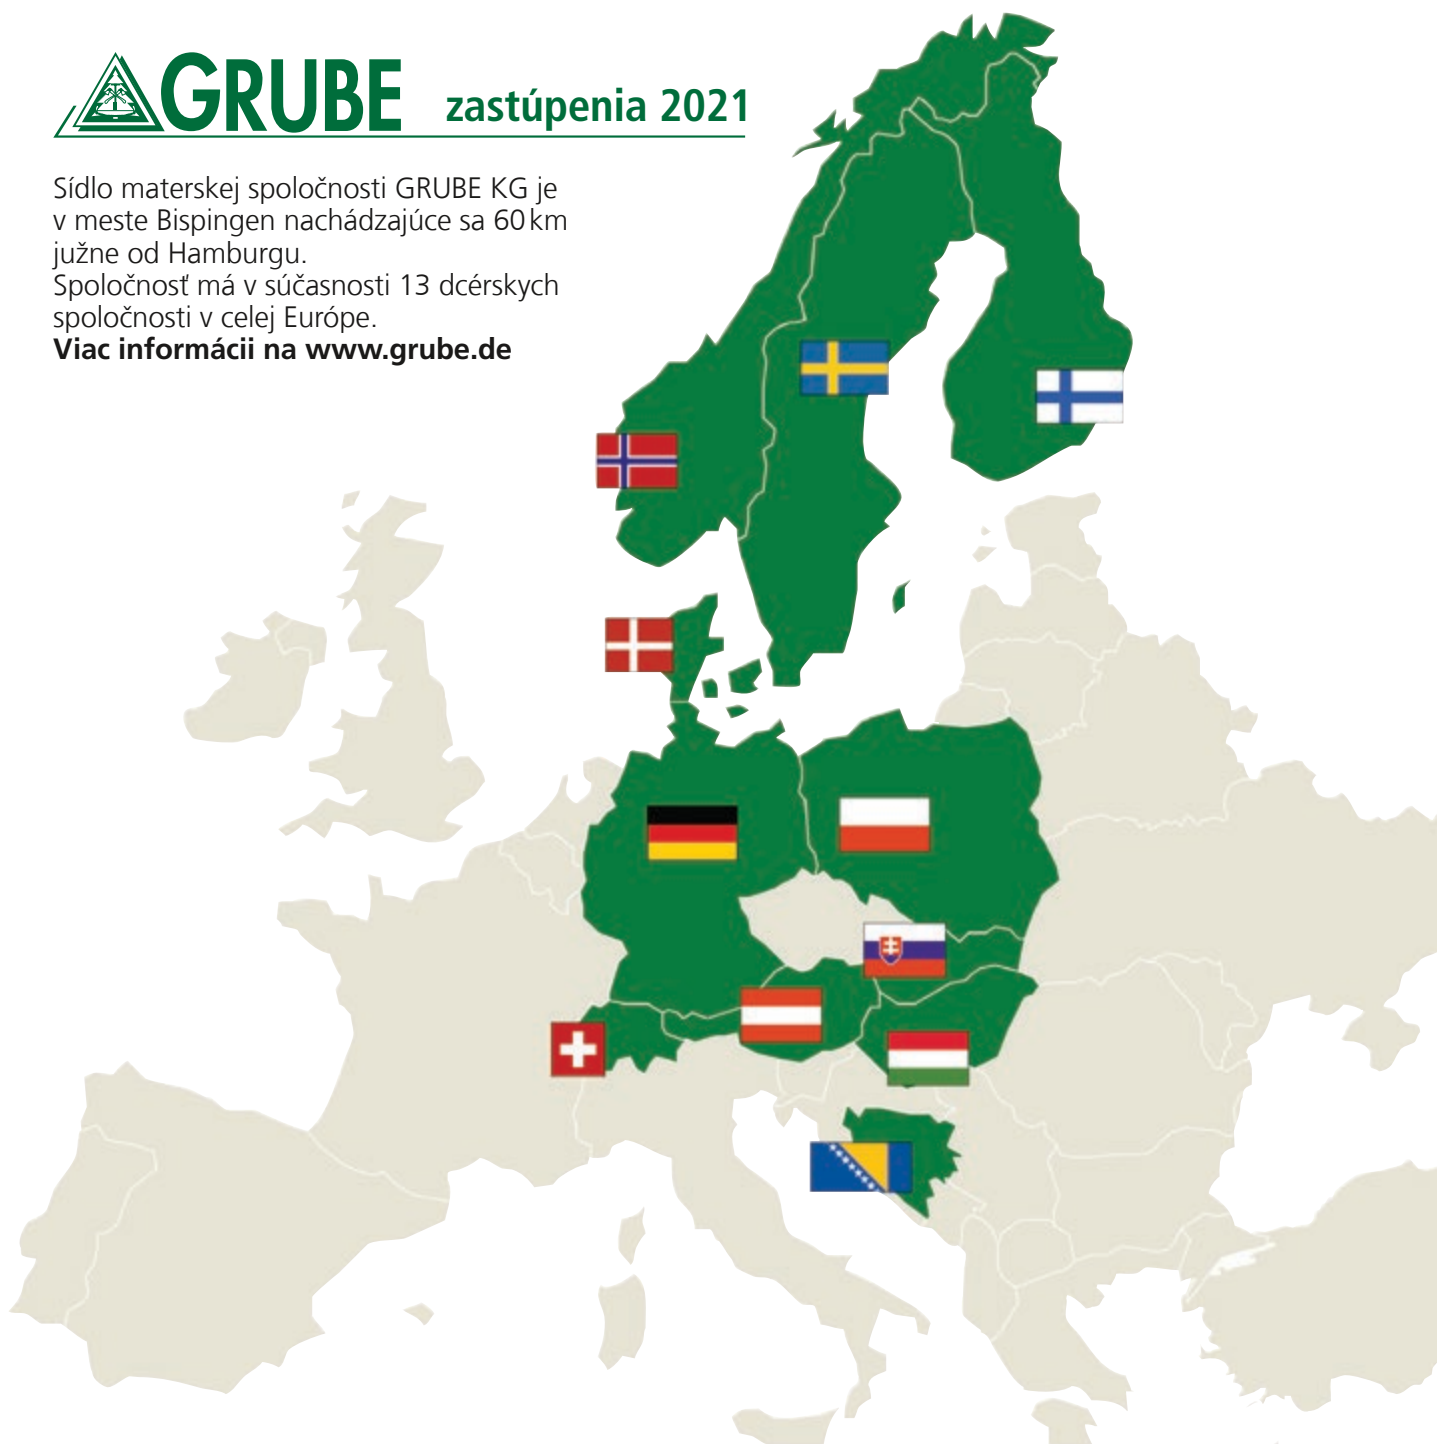 GRUBE zastúpenia 2021
Sídlo materskej spoločnosti GRUBE KG je
v meste Bispingen nachádzajúce sa 60 km
južne od Hamburgu.
Spoločnosť má v súčasnosti 13 dcérskych
spoločnosti v celej Európe.
Viac informácii na www.grube.de